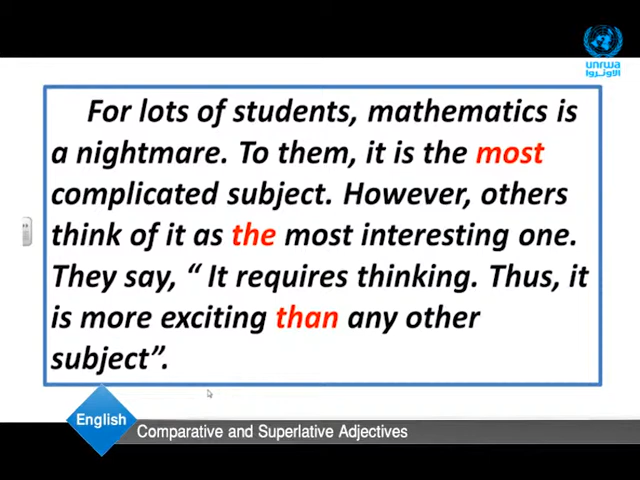 unrwa
الأونروا
For lots of students, mathematics is
a nightmare. To them, it is the most
complicated subject. However, others
think of it as the most interesting one.
They say, “ It requires thinking. Thus, it
is more exciting than any other
subject”.
English
Comparative and Superlative Adjectives